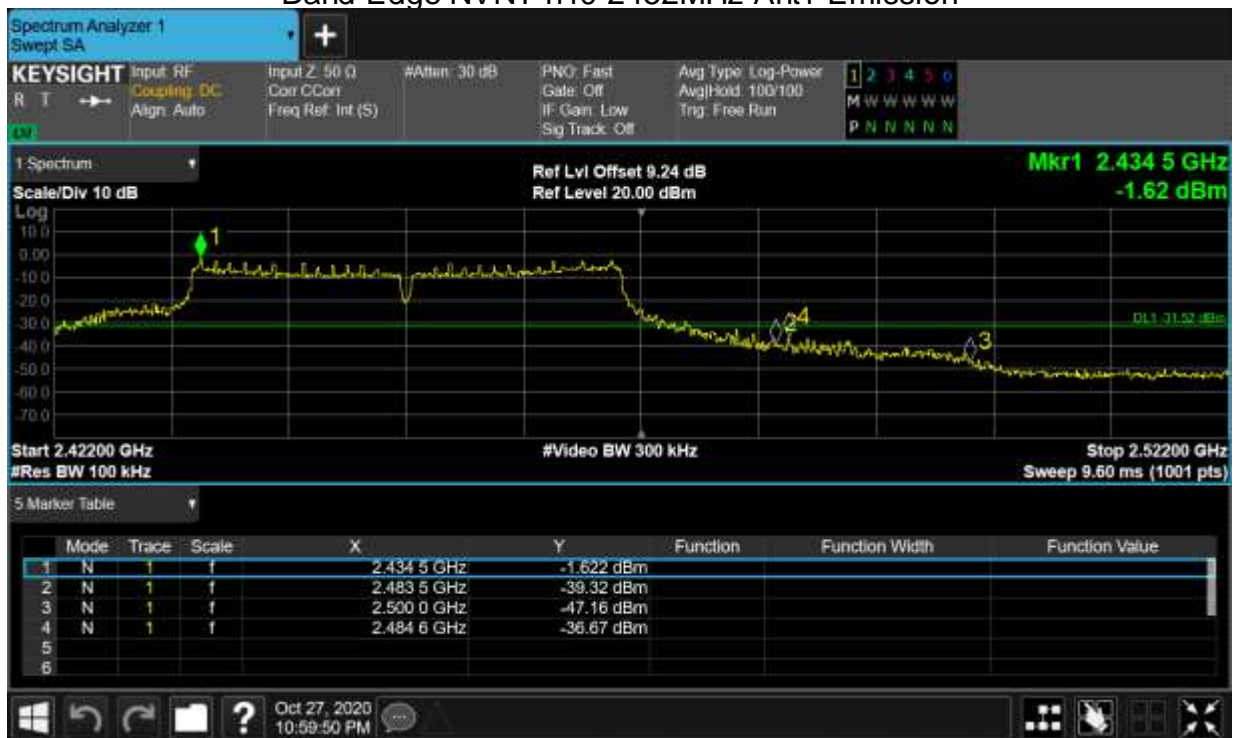 Band Edge NVNT n40 2452MHz Ant1 Emission
Spectrum Analyzer 1
Swept SA
KEYSIGHT
R T
Input: RF
Coupling: DC
Align: Auto
Input Z: 50 Ω
Corr CCorr
Freq Ref: Int (S)
#Atten: 30 dB
PNO: Fast
Gate: Off
IF Gain: Low
Sig Track: Off
Avg Type: Log-Power
Avg|Hold: 100/100
Trig: Free Run
1 2 3 4 5 6
M W W W W W
P N N N N N
1 Spectrum
Scale/Div 10 dB
Ref Lvl Offset 9.24 dB
Ref Level 20.00 dBm
Mkr1 2.434 5 GHz
-1.62 dBm
Log
10.0
0.00
-10.0
-20.0
-30.0
-40.0
-50.0
-60.0
-70.0
1
2
4
3
DL1 -31.52 dBm
Start 2.42200 GHz
#Res BW 100 kHz
#Video BW 300 kHz
Stop 2.52200 GHz
Sweep 9.60 ms (1001 pts)
5 Marker Table
Mode Trace Scale X Y Function Function Width Function Value
1 N 1 f 2.434 5 GHz -1.622 dBm
2 N 1 f 2.483 5 GHz -39.32 dBm
3 N 1 f 2.500 0 GHz -47.16 dBm
4 N 1 f 2.484 6 GHz -36.67 dBm
5
6
?
Oct 27, 2020
10:59:50 PM